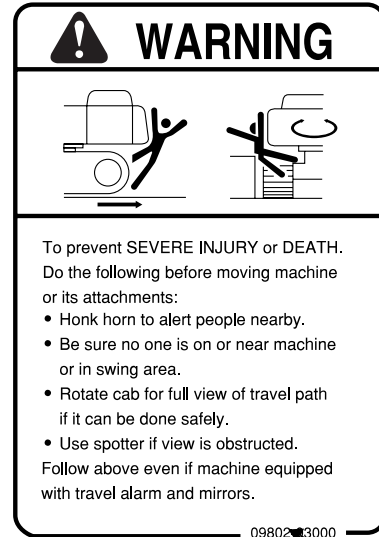 WARNING
To prevent SEVERE INJURY or DEATH.
Do the following before moving machine
or its attachments:
• Honk horn to alert people nearby.
• Be sure no one is on or near machine
or in swing area.
• Rotate cab for full view of travel path
if it can be done safely.
• Use spotter if view is obstructed.
Follow above even if machine equipped
with travel alarm and mirrors.